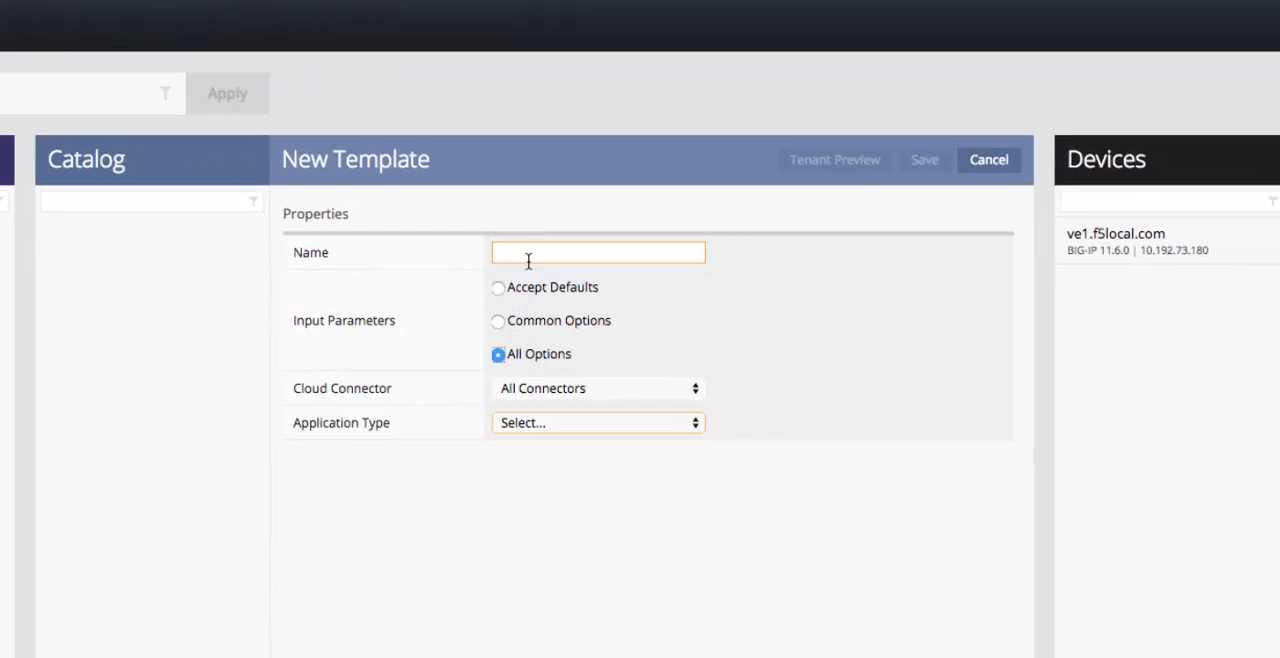 Apply
Catalog
New Template
Tenant Preview
Save
Cancel
Properties
Name
Input Parameters
Accept Defaults
Common Options
All Options
Cloud Connector
All Connectors
Application Type
Select...
Devices
ve1.f5local.com
BIG-IP 11.6.0 | 10.192.73.180